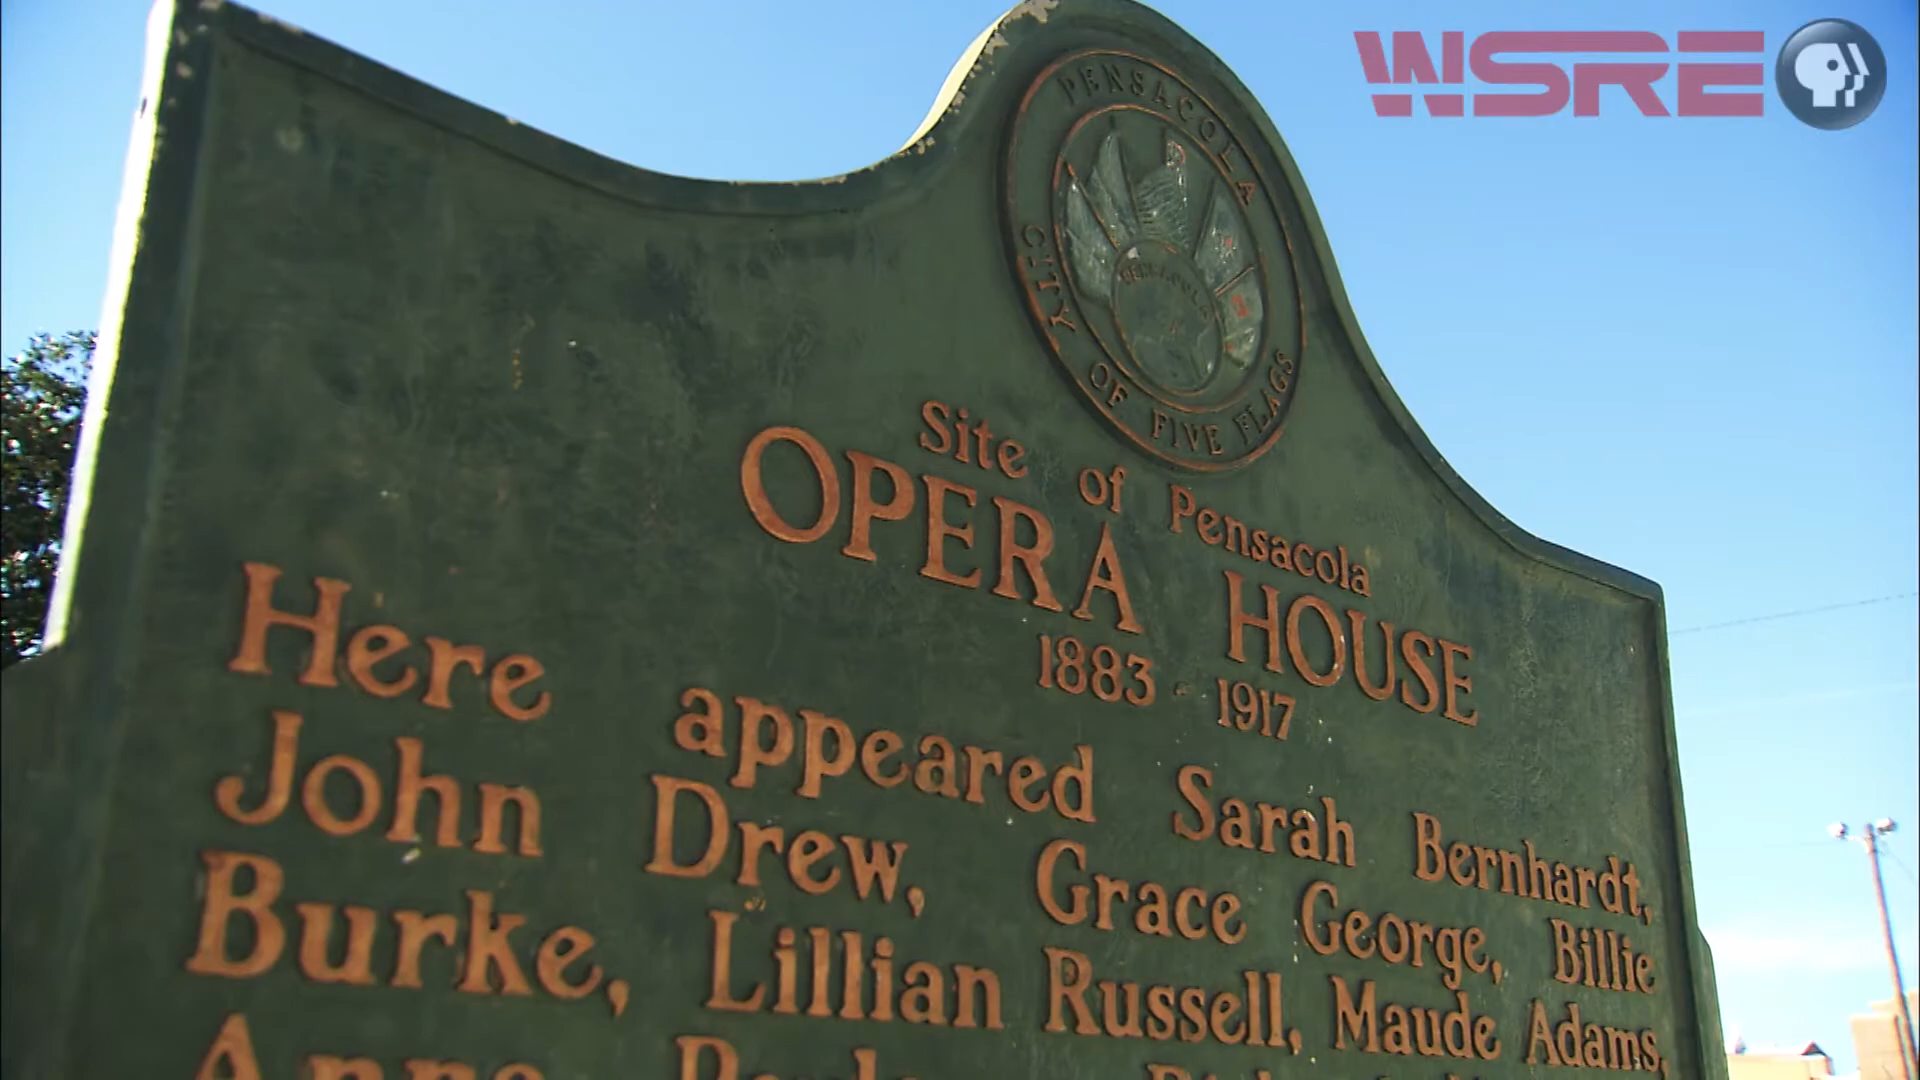 WSRE
PENSACOLA
CITY OF FIVE FLAGS
Site of Pensacola
OPERA HOUSE
1883 - 1917
Here appeared Sarah Bernhardt,
John Drew, Grace George, Billie
Burke, Lillian Russell, Maude Adams,